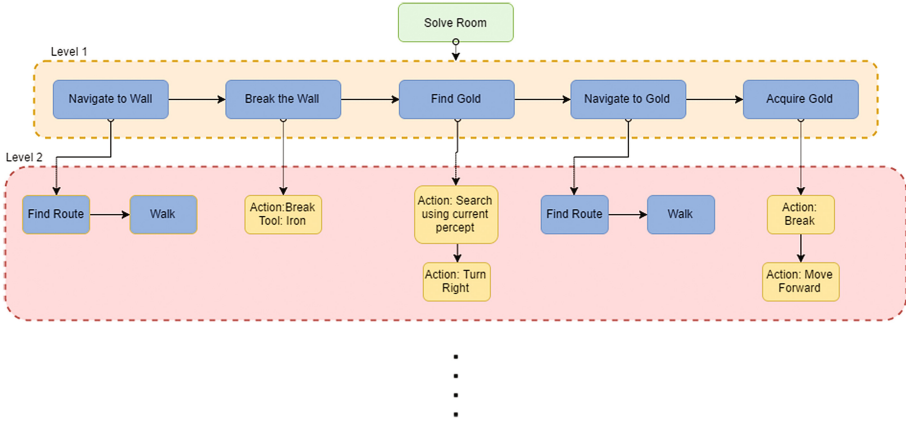 Solve Room
Level 1
Navigate to Wall
Break the Wall
Find Gold
Navigate to Gold
Acquire Gold
Level 2
Find Route
Walk
Action:Break
Tool: Iron
Action: Search
using current
percept
Action: Turn
Right
Find Route
Walk
Action:
Break
Action: Move
Forward